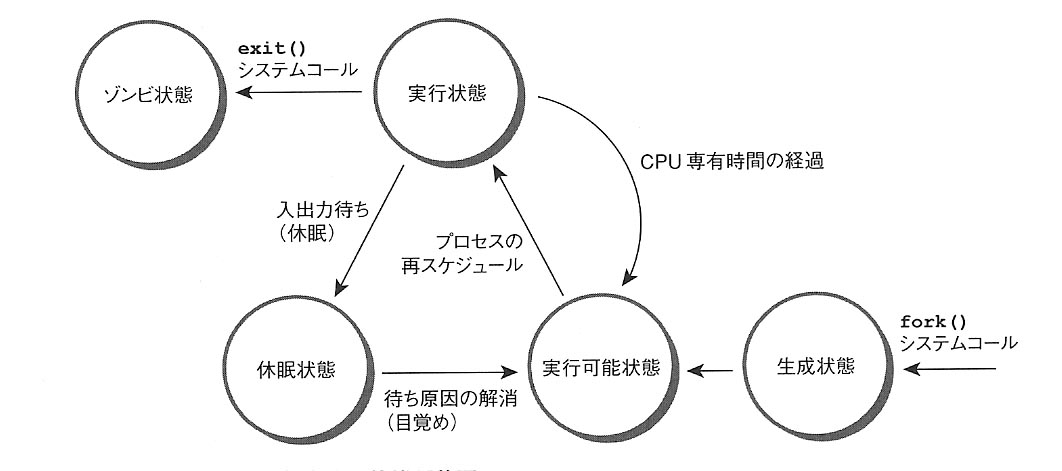 exit()
システムコール
ゾンビ状態
実行状態
CPU 専有時間の経過
入出力待ち
（休眠）
プロセスの
再スケジュール
fork()
システムコール
休眠状態
実行可能状態
生成状態
待ち原因の解消
（目覚め）